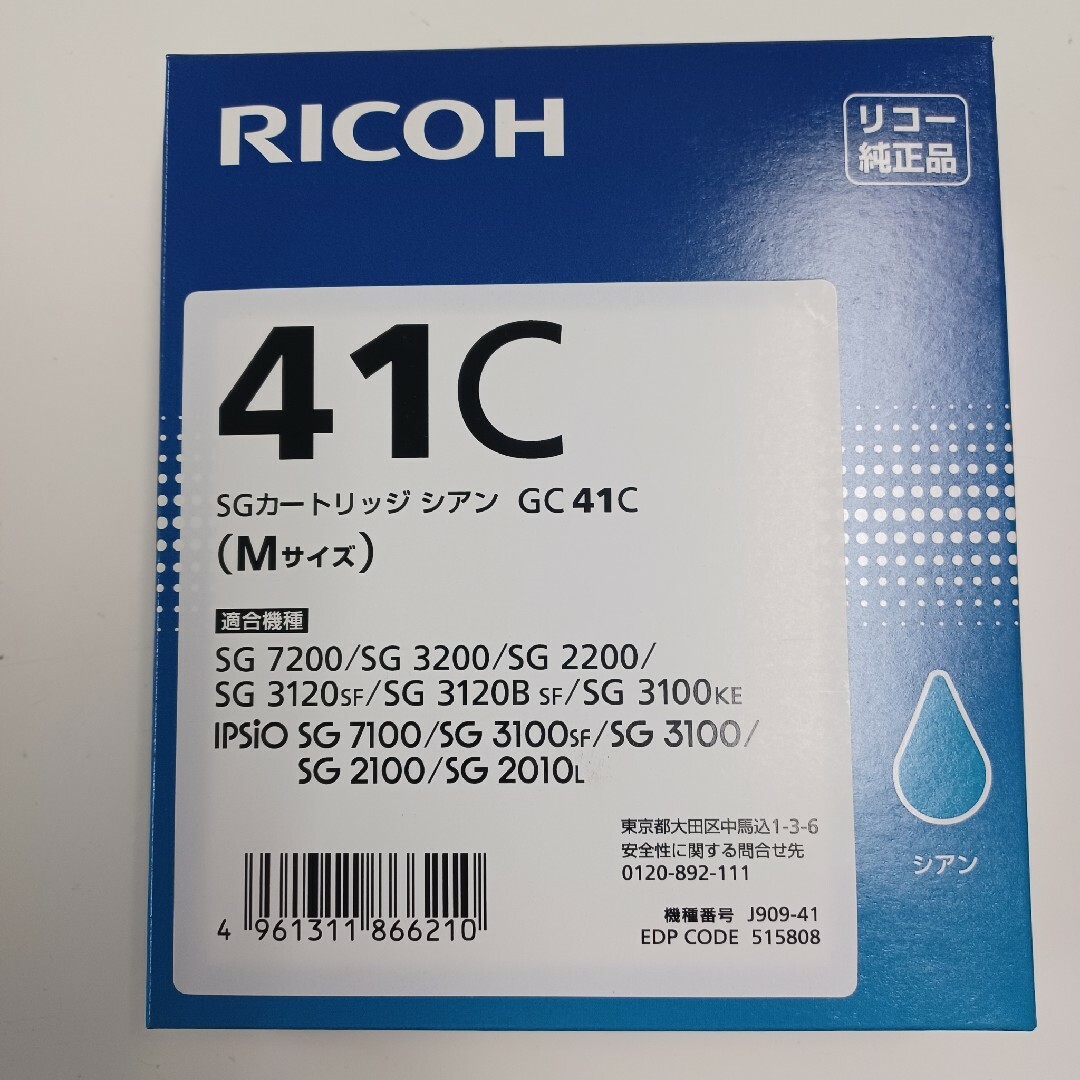 RICOH
リコー
純正品
41C
SGカートリッジ シアン GC 41C
(Mサイズ)
適合機種
SG 7200/SG 3200/SG 2200/
SG 3120SF/SG 3120B SF/SG 3100KE
IPSiO SG 7100/SG 3100SF/SG 3100/
SG 2100/SG 2010L
シアン
東京都大田区中馬込1-3-6
安全性に関する問合せ先
0120-892-111
機種番号 J909-41
EDP CODE 515808
4 961311 866210